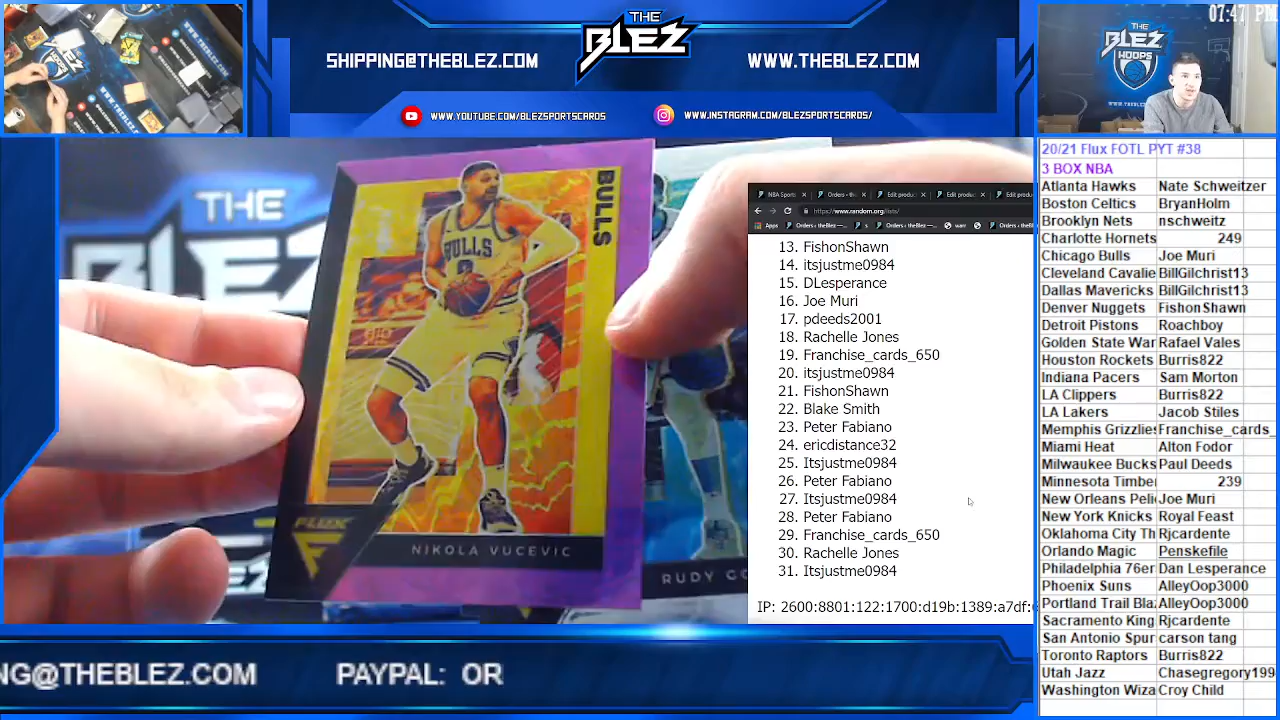 07:47 PM
THE
BLEZ
SHIPPING@THEBLEZ.COM
WWW.THEBLEZ.COM
WWW.YOUTUBE.COM/BLEZSPORTSCARDS
WWW.INSTAGRAM.COM/BLEZSPORTSCARDS/
THE
BLEZ
HOOPS
THE
BULLS
BULLS
FLUX
NIKOLA VUCEVIC
RUDY GO
https://www.random.org/lists/
Apps
13. FishonShawn
14. itsjustme0984
15. DLesperance
16. Joe Muri
17. pdeeds2001
18. Rachelle Jones
19. Franchise_cards_650
20. itsjustme0984
21. FishonShawn
22. Blake Smith
23. Peter Fabiano
24. ericdistance32
25. Itsjustme0984
26. Peter Fabiano
27. Itsjustme0984
28. Peter Fabiano
29. Franchise_cards_650
30. Rachelle Jones
31. Itsjustme0984
IP: 2600:8801:122:1700:d19b:1389:a7df:
20/21 Flux FOTL PYT #38
3 BOX NBA
Atlanta Hawks Nate Schweitzer
Boston Celtics BryanHolm
Brooklyn Nets nschweitz
Charlotte Hornets 249
Chicago Bulls Joe Muri
Cleveland Cavalie BillGilchrist13
Dallas Mavericks BillGilchrist13
Denver Nuggets FishonShawn
Detroit Pistons Roachboy
Golden State War Rafael Vales
Houston Rockets Burris822
Indiana Pacers Sam Morton
LA Clippers Burris822
LA Lakers Jacob Stiles
Memphis Grizzlies Franchise_cards_
Miami Heat Alton Fodor
Milwaukee Bucks Paul Deeds
Minnesota Timber 239
New Orleans Peli Joe Muri
New York Knicks Royal Feast
Oklahoma City Th Rjcardente
Orlando Magic Penskefile
Philadelphia 76er Dan Lesperance
Phoenix Suns AlleyOop3000
Portland Trail Bla AlleyOop3000
Sacramento King Rjcardente
San Antonio Spur carson tang
Toronto Raptors Burris822
Utah Jazz Chasegregory199
Washington Wiza Croy Child
NG@THEBLEZ.COM PAYPAL: OR